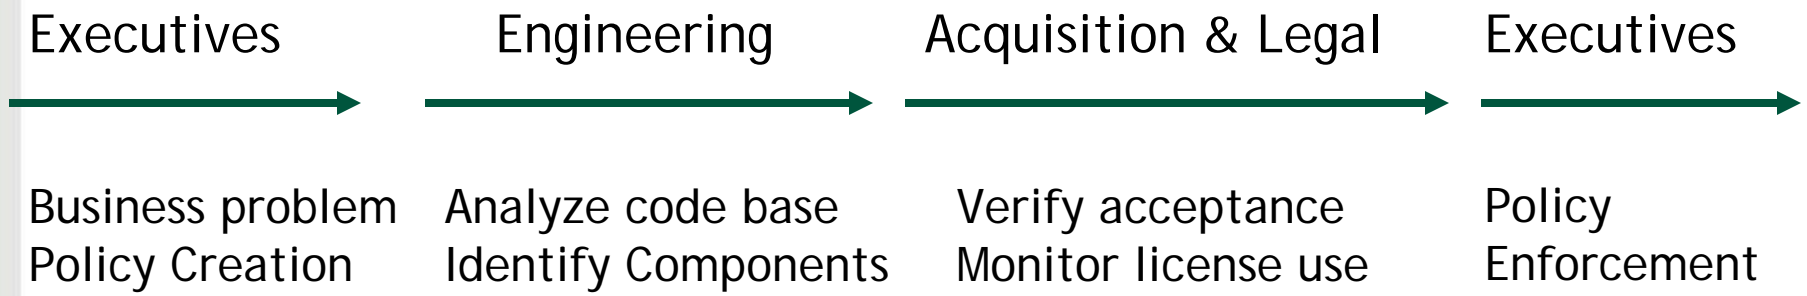 Executives
Engineering
Acquisition & Legal
Executives
Business problem
Policy Creation
Analyze code base
Identify Components
Verify acceptance
Monitor license use
Policy
Enforcement